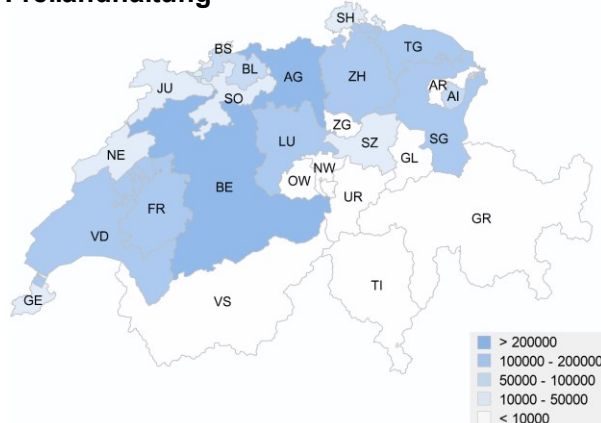 Freilandhaltung
SH
BS
TG
BL
AG
ZH
JU
AR
AI
SO
ZG
LU
SZ
SG
NE
GL
NW
OW
BE
UR
FR
GR
VD
TI
GE
VS
> 200000
100000 - 200000
50000 - 100000
10000 - 50000
< 10000